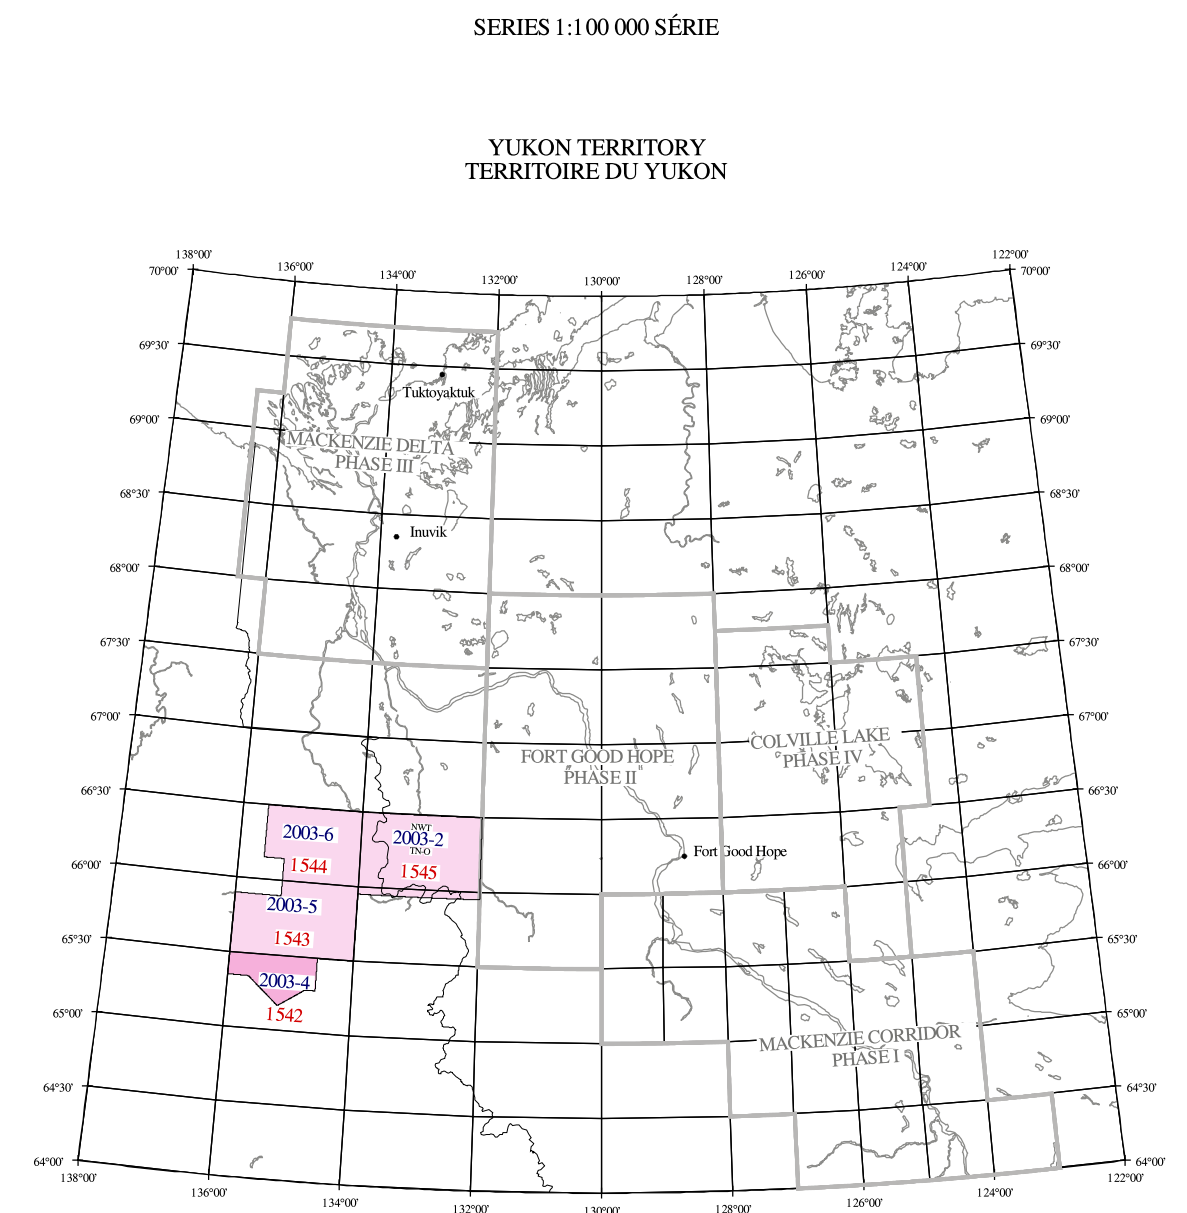 SERIES 1:100 000 SÉRIE
YUKON TERRITORY
TERRITOIRE DU YUKON
138°00' 136°00' 134°00' 132°00' 130°00' 128°00' 126°00' 124°00' 122°00'
70°00' 70°00'
69°30' 69°30'
Tuktoyaktuk
69°00' 69°00'
MACKENZIE DELTA
PHASE III
68°30' 68°30'
Inuvik
68°00' 68°00'
67°30' 67°30'
67°00' 67°00'
COLVILLE LAKE
PHASE IV
FORT GOOD HOPE
PHASE II
66°30' 66°30'
NWT
2003-6 2003-2
TN-O
Fort Good Hope
66°00' 66°00'
1544 1545
2003-5
65°30' 65°30'
1543
2003-4
65°00' 65°00'
1542
MACKENZIE CORRIDOR
PHASE I
64°30' 64°30'
64°00' 64°00'
138°00' 136°00' 134°00' 132°00' 130°00' 128°00' 126°00' 124°00' 122°00'